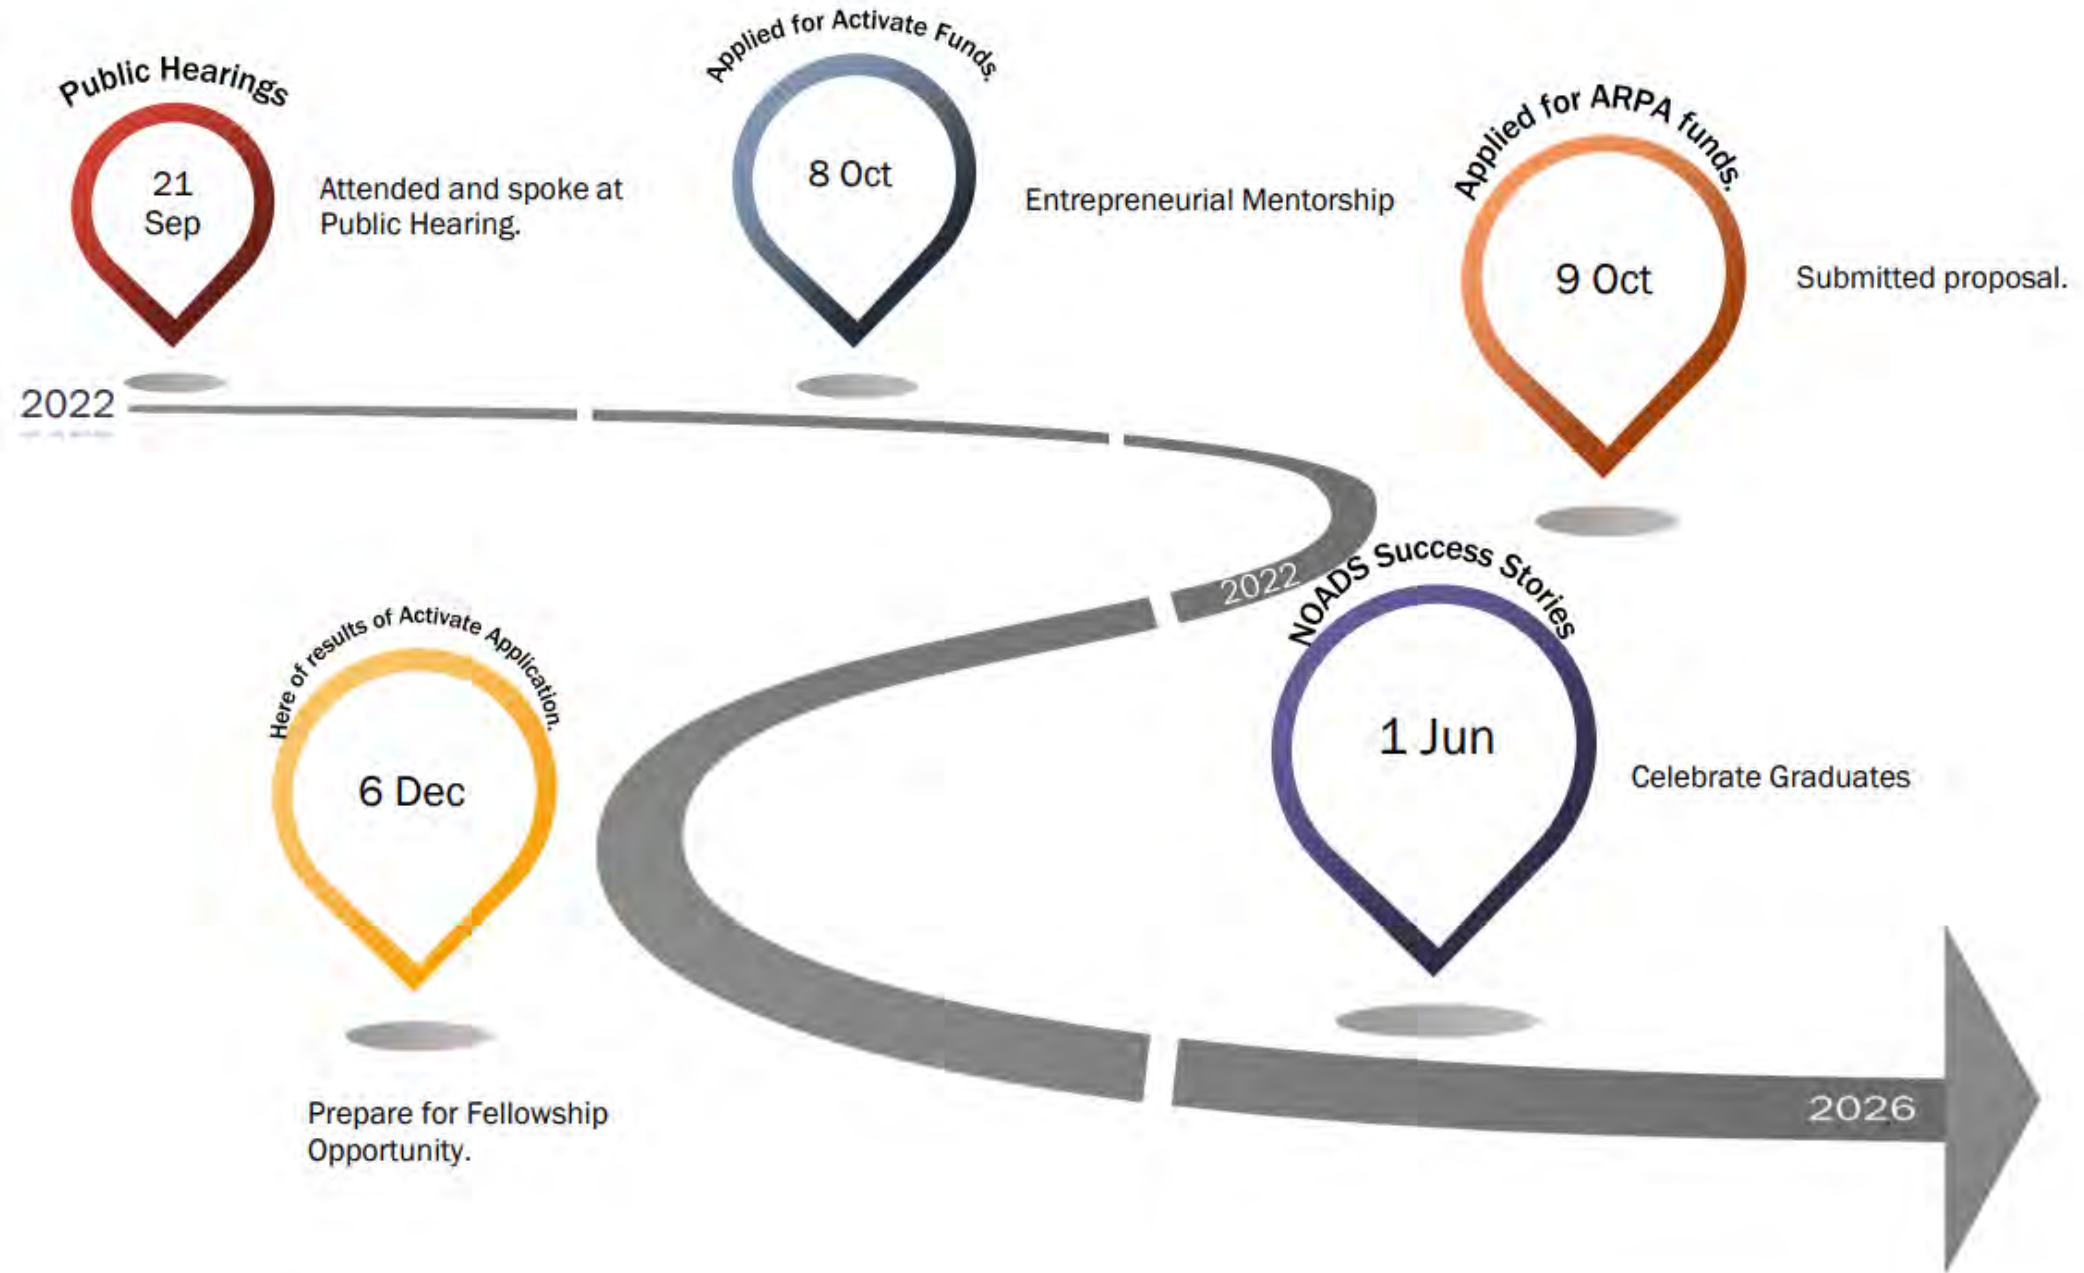 Public Hearings
21
Sep
Attended and spoke at
Public Hearing.
Applied for Activate Funds.
8 Oct
Entrepreneurial Mentorship
Applied for ARPA funds.
9 Oct
Submitted proposal.
2022
2022
Here of results of Activate Application.
6 Dec
Prepare for Fellowship
Opportunity.
NOADS Success Stories
1 Jun
Celebrate Graduates
2026